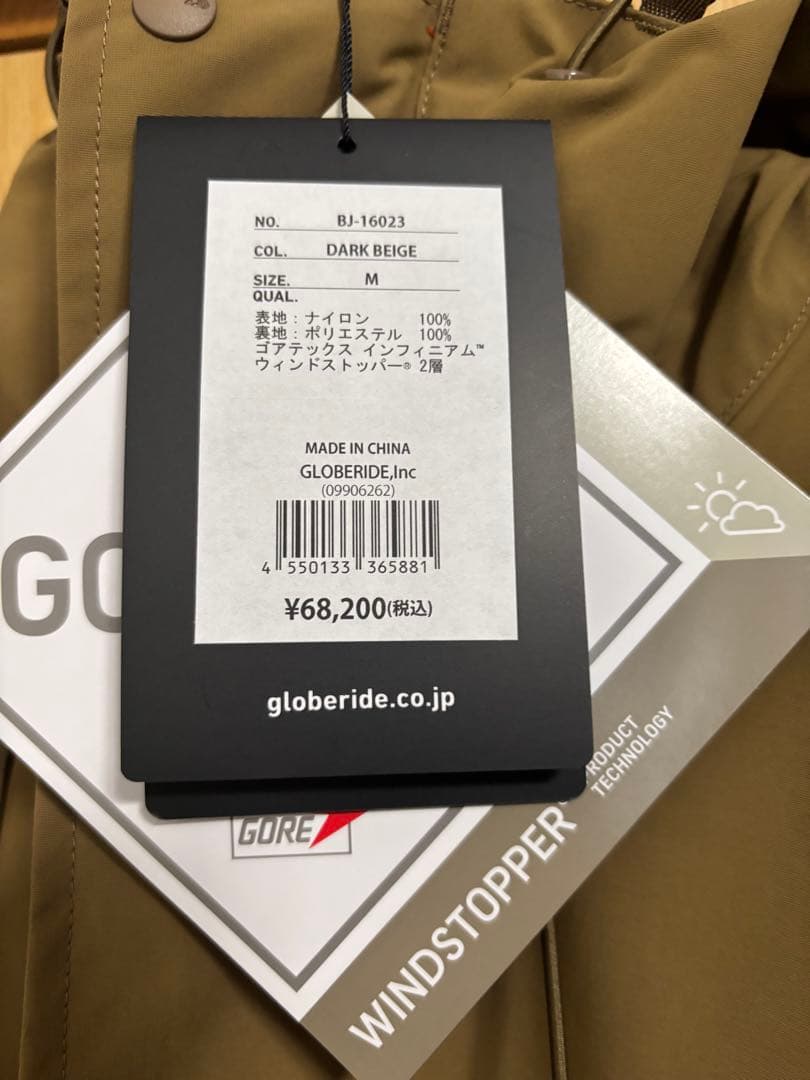 NO. BJ-16023
COL. DARK BEIGE
SIZE. M
QUAL.
表地：ナイロン 100%
裏地：ポリエステル 100%
ゴアテックス インフィニアム™
ウィンドストッパー® 2層
MADE IN CHINA
GLOBERIDE,Inc
(09906262)
4 550133 365881
¥68,200(税込)
globeride.co.jp
GORE
WINDSTOPPER®
PRODUCT
TECHNOLOGY